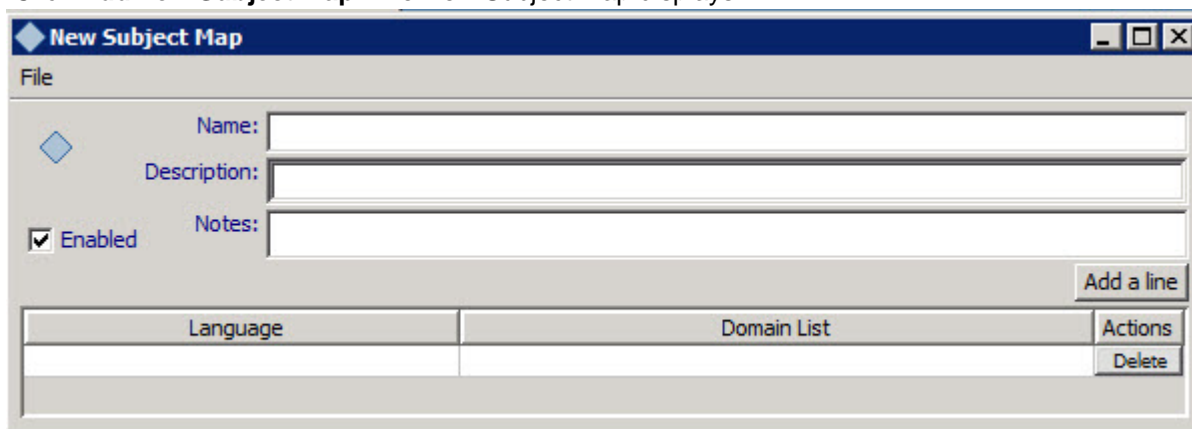 New Subject Map
File
Name:
Description:
Enabled Notes:
Add a line
Language Domain List Actions
Delete